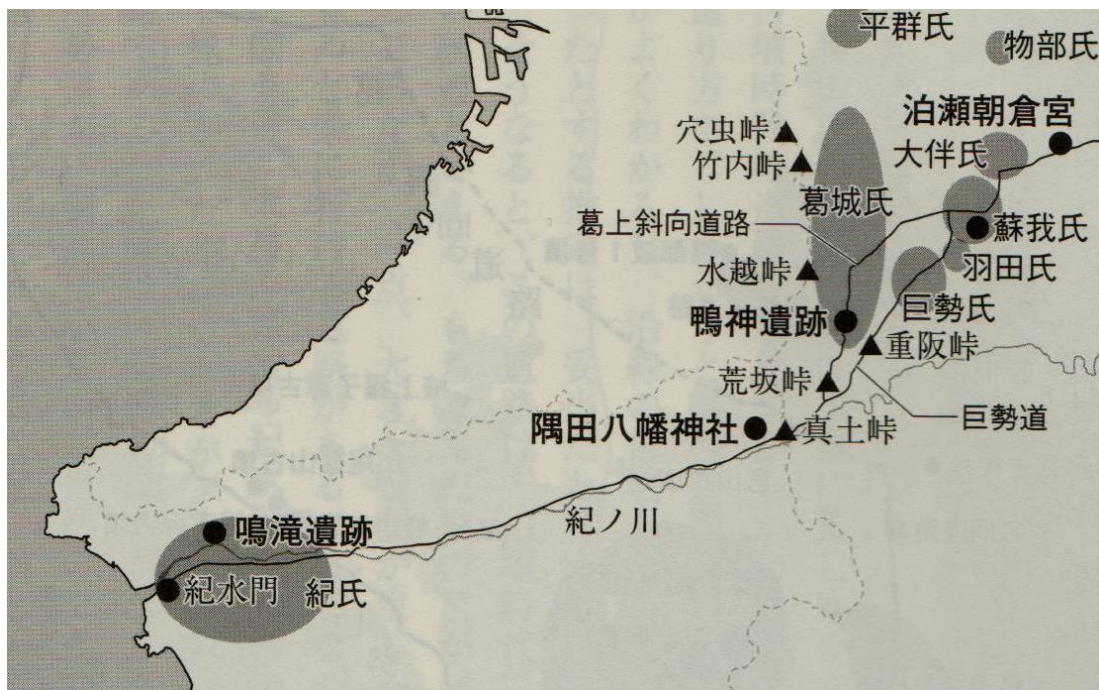 平群氏
物部氏
泊瀬朝倉宮
穴虫峠
大伴氏
竹内峠
葛城氏
葛上斜向道路
蘇我氏
水越峠
羽田氏
巨勢氏
鴨神遺跡
重阪峠
荒坂峠
巨勢道
隅田八幡神社
真土峠
紀ノ川
鳴滝遺跡
紀水門
紀氏